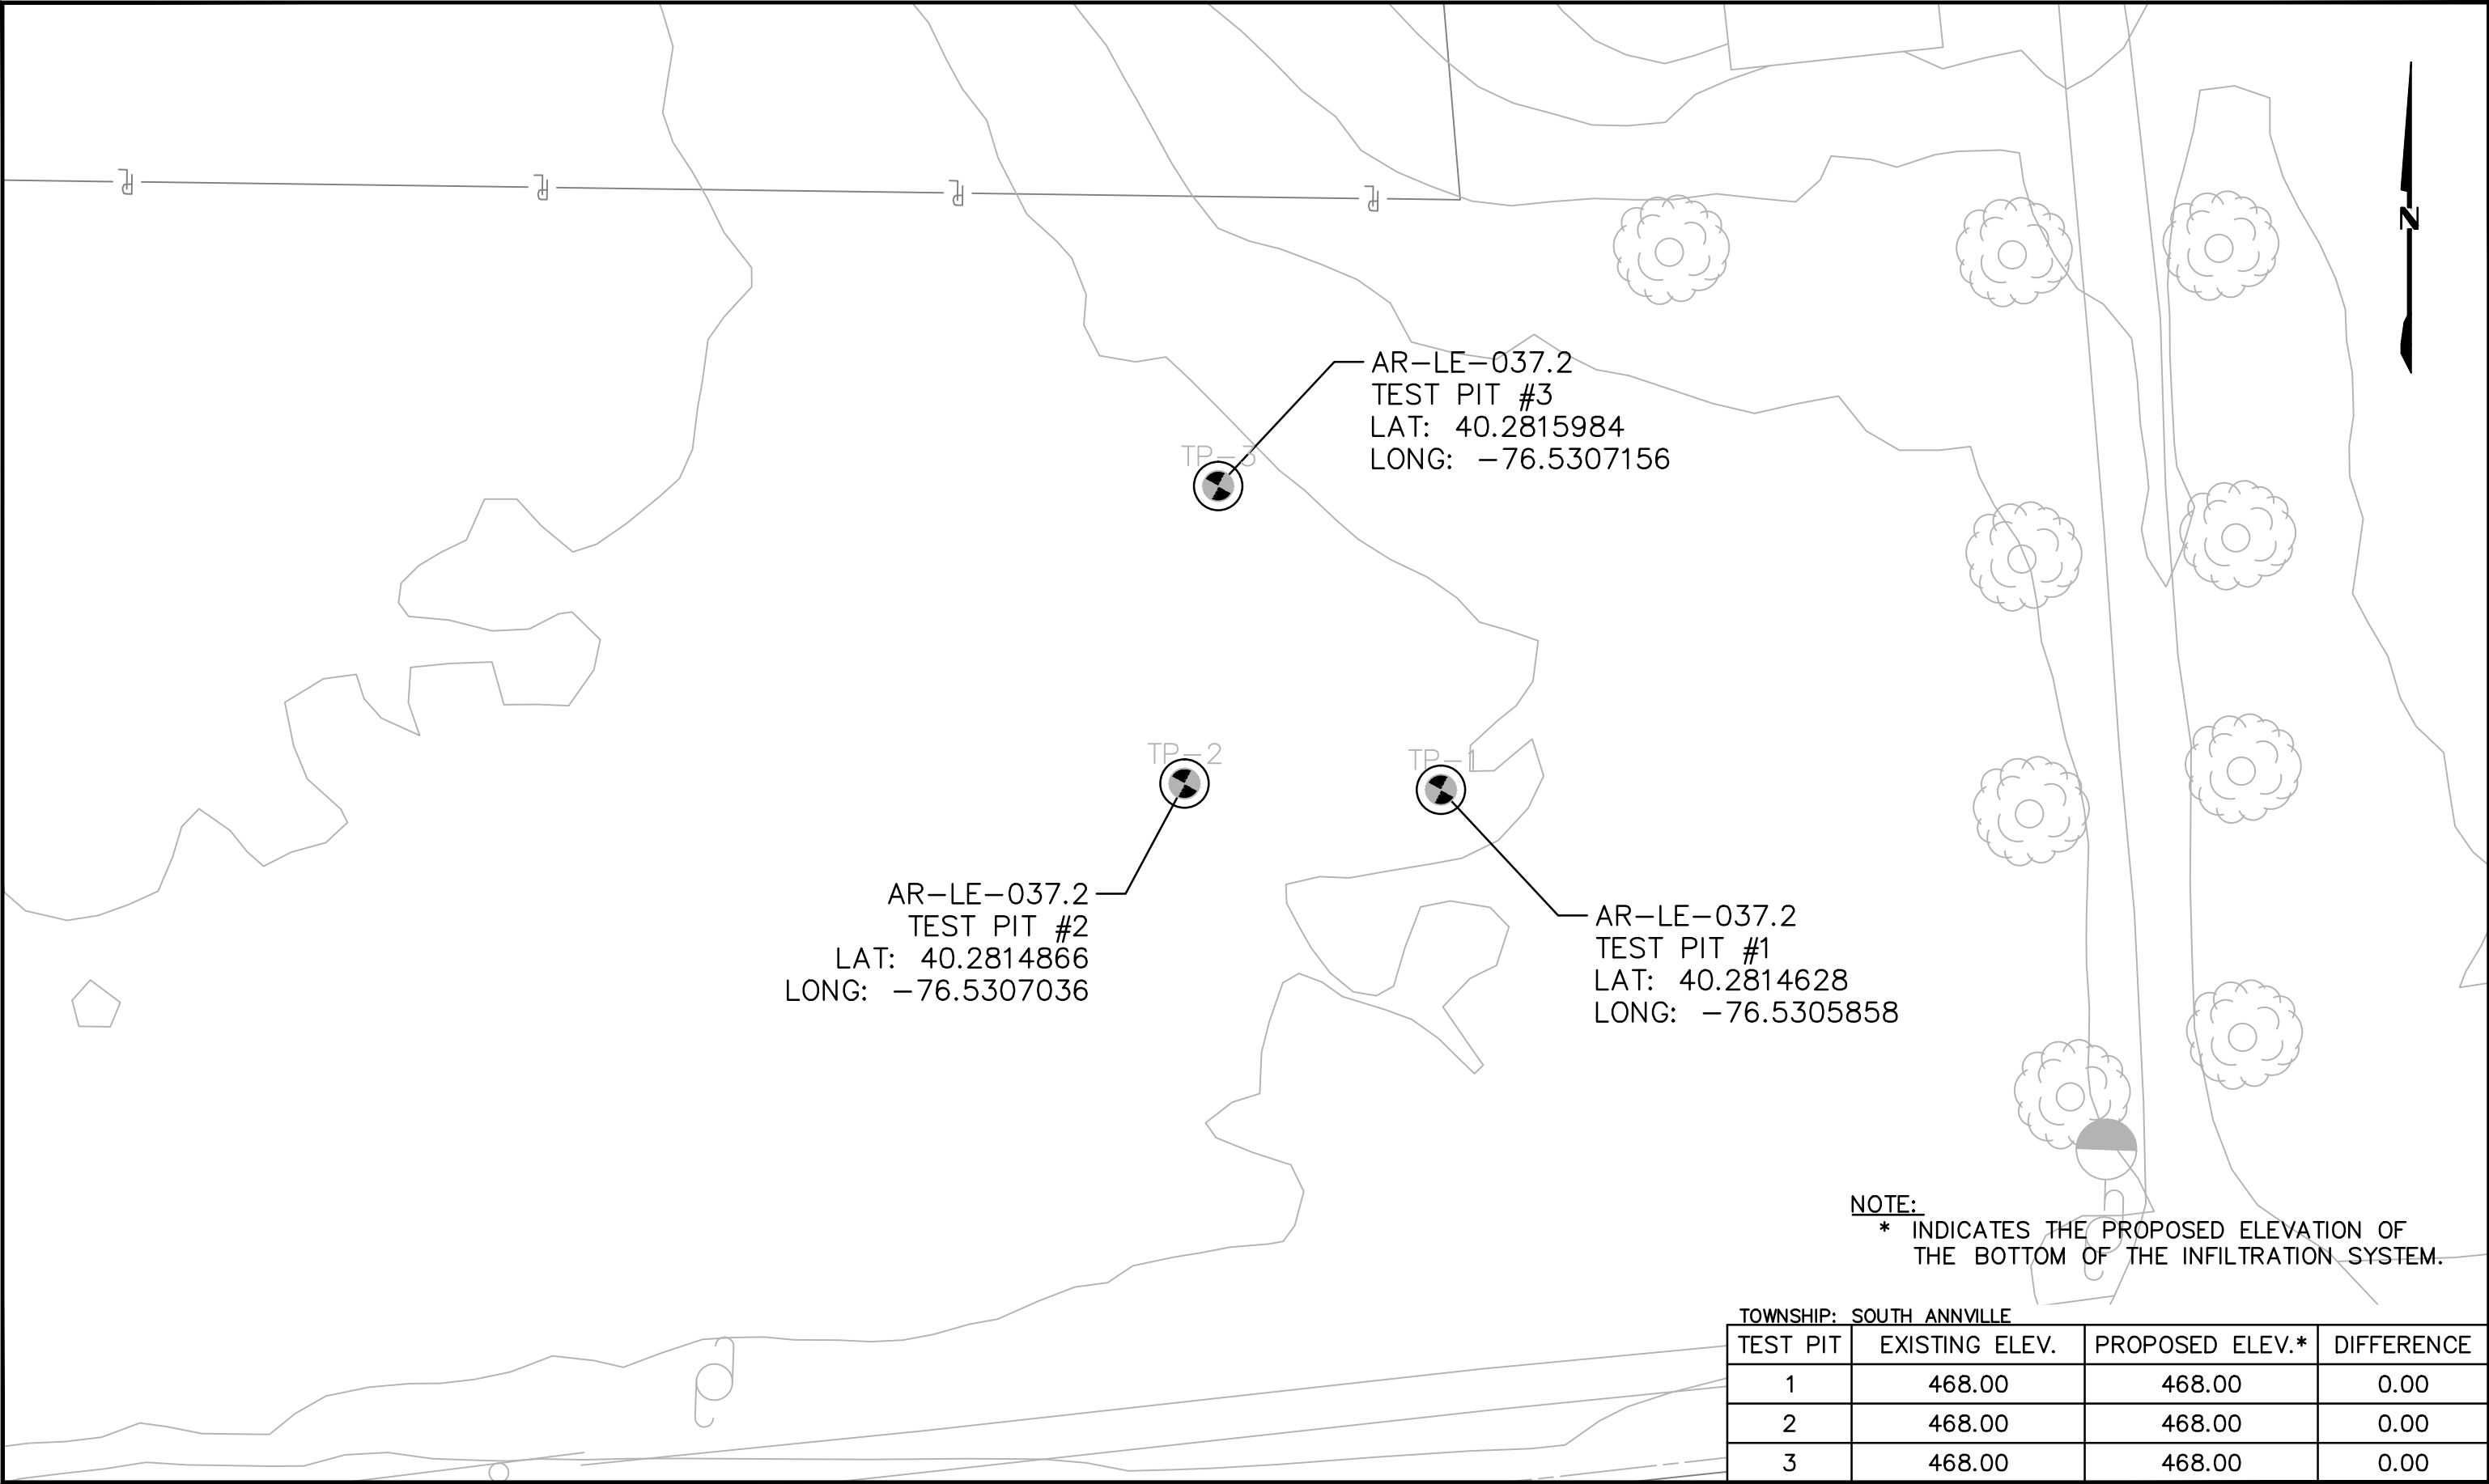 PL PL PL PL
N
AR-LE-037.2
TEST PIT #3
LAT: 40.2815984
LONG: -76.5307156
TP-3
TP-2
TP-1
AR-LE-037.2
TEST PIT #2
LAT: 40.2814866
LONG: -76.5307036
AR-LE-037.2
TEST PIT #1
LAT: 40.2814628
LONG: -76.5305858
NOTE:
* INDICATES THE PROPOSED ELEVATION OF
THE BOTTOM OF THE INFILTRATION SYSTEM.
TOWNSHIP: SOUTH ANNVILLE
TEST PIT EXISTING ELEV. PROPOSED ELEV.* DIFFERENCE
1 468.00 468.00 0.00
2 468.00 468.00 0.00
3 468.00 468.00 0.00